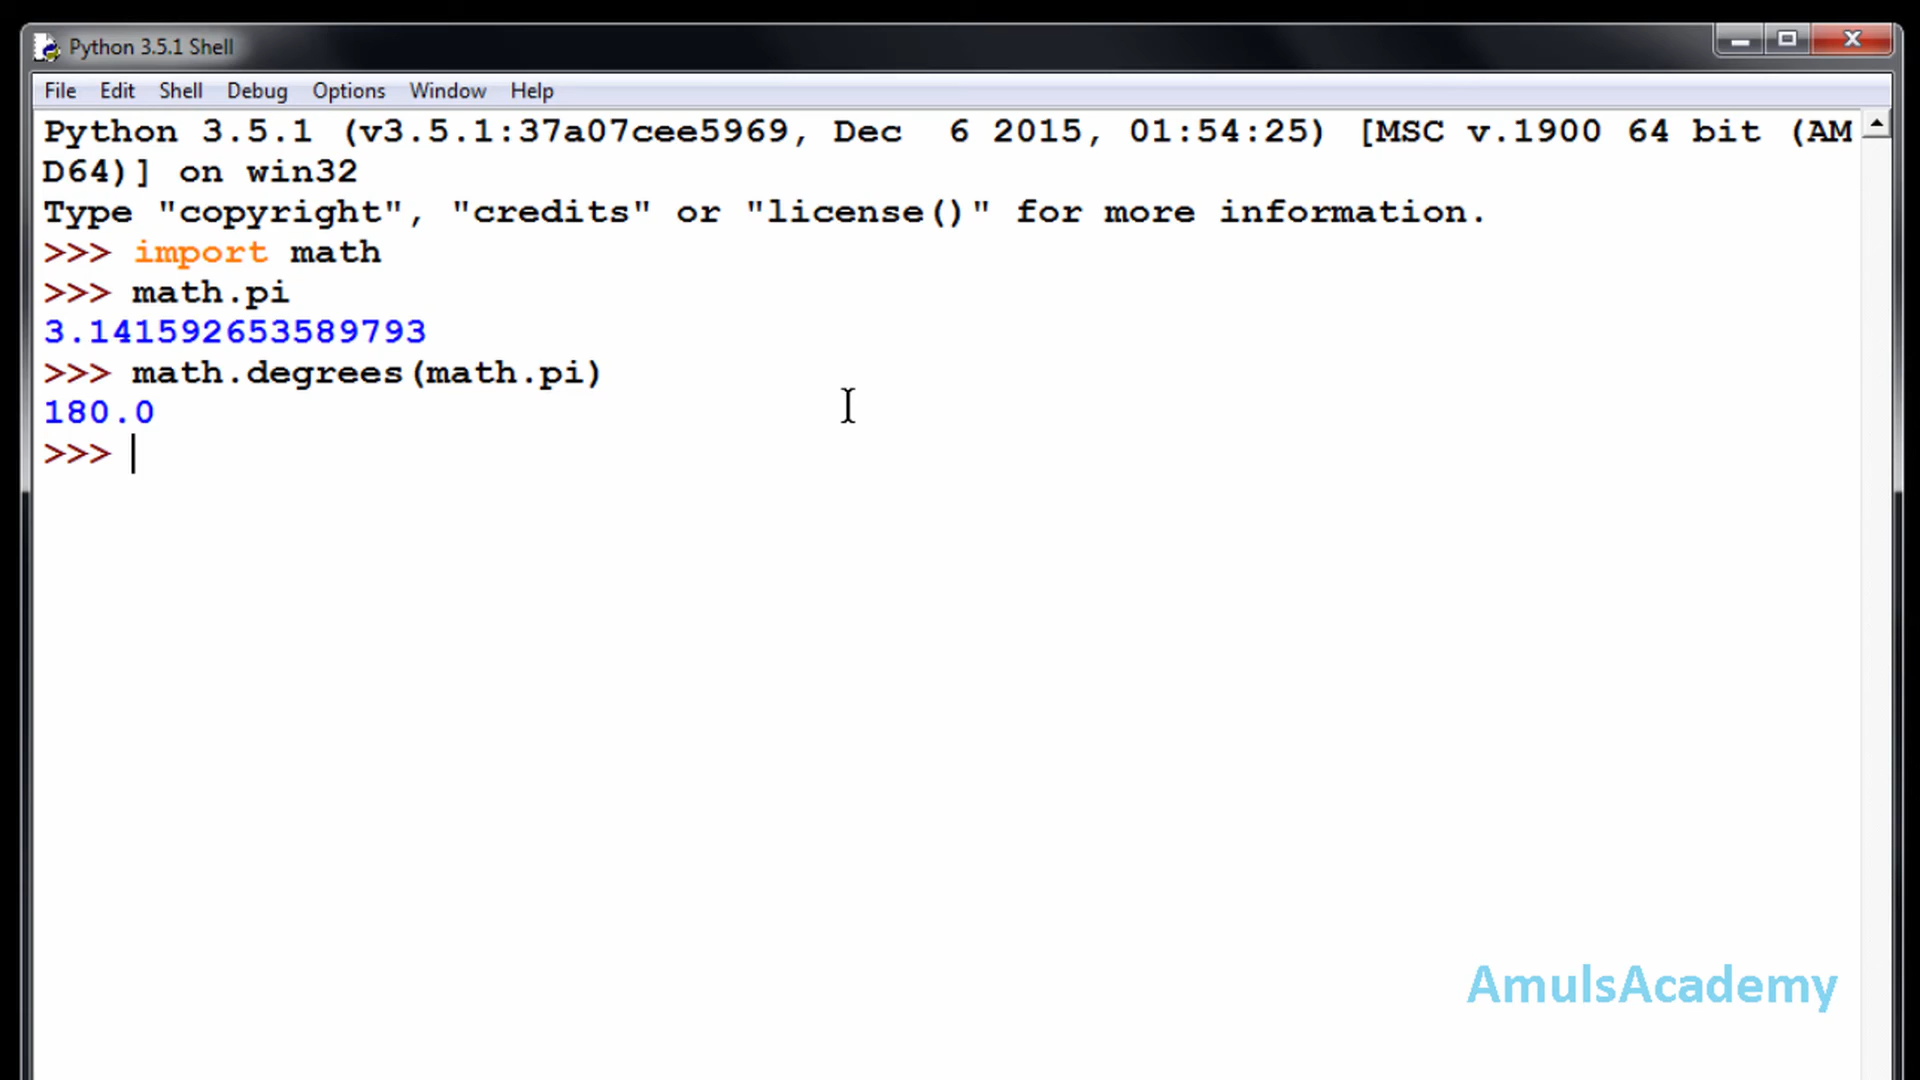 Python 3.5.1 Shell
File Edit Shell Debug Options Window Help
Python 3.5.1 (v3.5.1:37a07cee5969, Dec  6 2015, 01:54:25) [MSC v.1900 64 bit (AM
D64)] on win32
Type "copyright", "credits" or "license()" for more information.
>>> import math
>>> math.pi
3.141592653589793
>>> math.degrees(math.pi)
180.0
>>>
AmulsAcademy